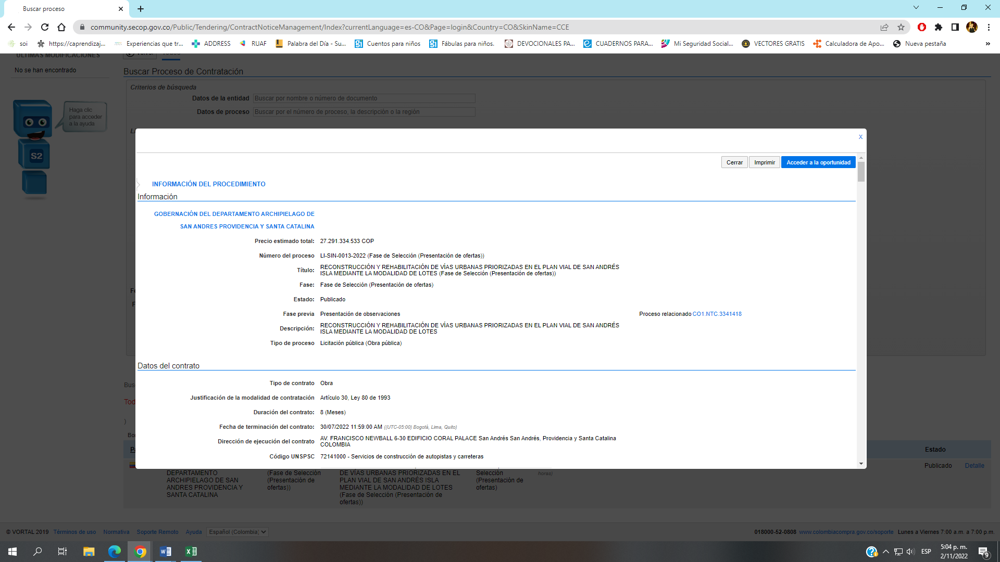 Buscar proceso
community.secop.gov.co/Public/Tendering/ContractNoticeManagement/Index?currentLanguage=es-CO&Page=login&Country=CO&SkinName=CCE
soi https://caprendizaj... Experiencias que tr... ADDRESS RUAF Palabra del Día - Su... Cuentos para niños Fábulas para niños. DEVOCIONALES PA... CUADERNOS PARA... Mi Seguridad Social... VECTORES GRATIS Calculadora de Apo... Nueva pestaña »
ÚLTIMAS MODIFICACIONES
Volver Todos
No se han encontrado
Buscar Proceso de Contratación
Criterios de búsqueda
Datos de la entidad Buscar por nombre o número de documento
Datos de proceso Buscar por el número de proceso, la descripción o la región
Haga clic
para acceder
a la ayuda
S2
X
Cerrar Imprimir Acceder a la oportunidad
INFORMACIÓN DEL PROCEDIMIENTO
Información
GOBERNACIÓN DEL DEPARTAMENTO ARCHIPIELAGO DE
SAN ANDRES PROVIDENCIA Y SANTA CATALINA
Precio estimado total: 27.291.334.533 COP
Número del proceso LI-SIN-0013-2022 (Fase de Selección (Presentación de ofertas))
Título: RECONSTRUCCIÓN Y REHABILITACIÓN DE VÍAS URBANAS PRIORIZADAS EN EL PLAN VIAL DE SAN ANDRÉS
ISLA MEDIANTE LA MODALIDAD DE LOTES (Fase de Selección (Presentación de ofertas))
Fase: Fase de Selección (Presentación de ofertas)
Estado: Publicado
Fase previa Presentación de observaciones Proceso relacionado CO1.NTC.3341418
Descripción: RECONSTRUCCIÓN Y REHABILITACIÓN DE VÍAS URBANAS PRIORIZADAS EN EL PLAN VIAL DE SAN ANDRÉS
ISLA MEDIANTE LA MODALIDAD DE LOTES
Tipo de proceso Licitación pública (Obra pública)
Datos del contrato
Tipo de contrato Obra
Justificación de la modalidad de contratación Artículo 30, Ley 80 de 1993
Duración del contrato: 8 (Meses)
Fecha de terminación del contrato: 30/07/2022 11:59:00 AM ((UTC-05:00) Bogotá, Lima, Quito)
Dirección de ejecución del contrato AV. FRANCISCO NEWBALL 6-30 EDIFICIO CORAL PALACE San Andrés San Andrés, Providencia y Santa Catalina
COLOMBIA
Código UNSPSC 72141000 - Servicios de construcción de autopistas y carreteras
Bus
Tod
)
Estado
Publicado Detalle
DEPARTAMENTO (Fase de Selección DE VÍAS URBANAS PRIORIZADAS EN EL Selección horas)
ARCHIPIELAGO DE SAN (Presentación de PLAN VIAL DE SAN ANDRÉS ISLA (Presentación de
ANDRES PROVIDENCIA Y ofertas)) MEDIANTE LA MODALIDAD DE LOTES ofertas)
SANTA CATALINA (Fase de Selección (Presentación de
ofertas))
© VORTAL 2019 Términos de uso Normativa Soporte Remoto Ayuda Español (Colombia) 018000-52-0808 www.colombiacompra.gov.co/soporte Lunes a Viernes 7:00 a.m. a 7:00 p.m.
ESP
5:04 p. m.
2/11/2022
9